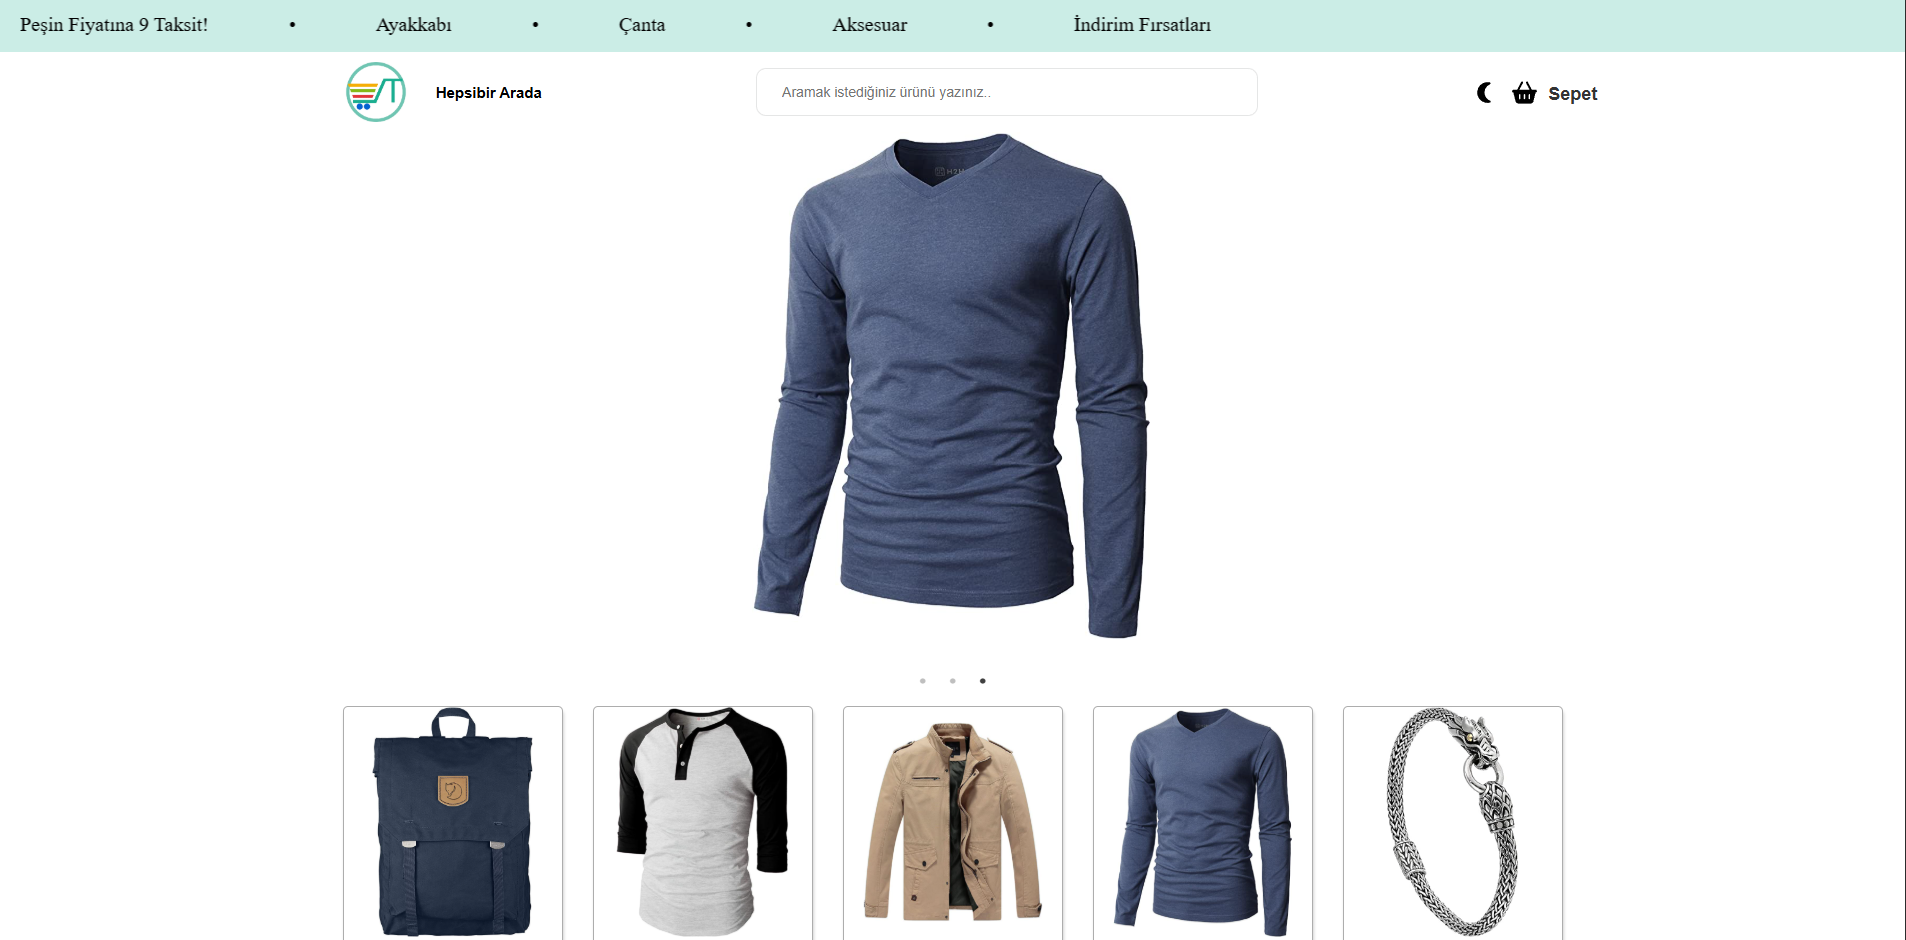 Peşin Fiyatına 9 Taksit! • Ayakkabı • Çanta • Aksesuar • İndirim Fırsatları
Hepsibir Arada
Aramak istediğiniz ürünü yazınız..
Sepet